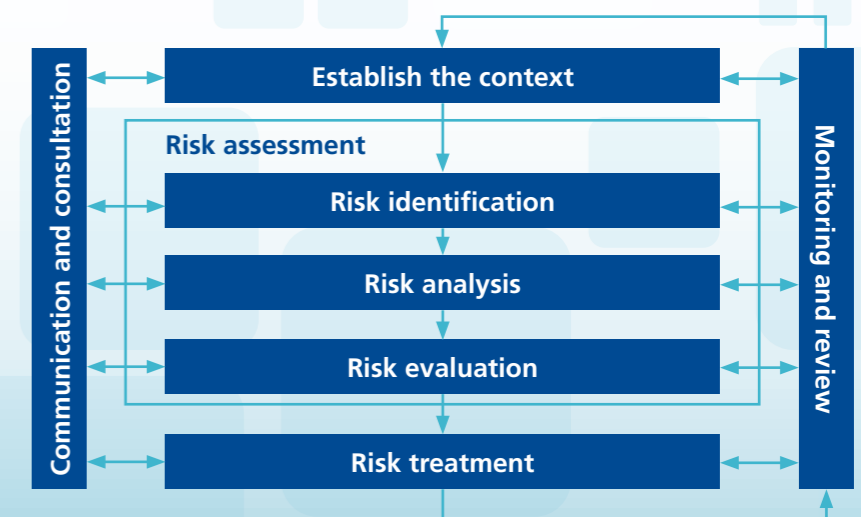 Communication and consultation
Establish the context
Risk assessment
Risk identification
Risk analysis
Risk evaluation
Risk treatment
Monitoring and review